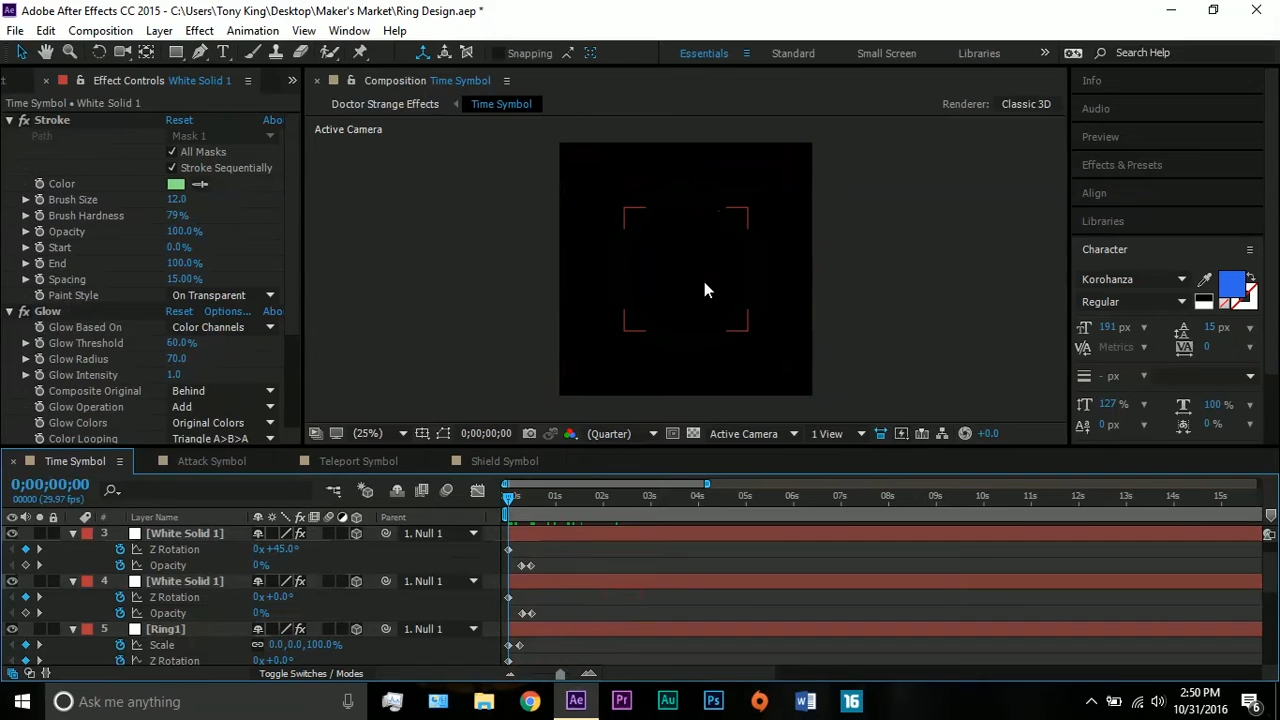 Adobe After Effects CC 2015 - C:\Users\Tony King\Desktop\Maker's Market\Ring Design.aep *
File Edit Composition Layer Effect Animation View Window Help
Snapping Essentials Standard Small Screen Libraries Search Help
Effect Controls White Solid 1
Composition Time Symbol
Info
Time Symbol • White Solid 1
Doctor Strange Effects Time Symbol Renderer: Classic 3D
Audio
Stroke Reset Abo
Active Camera
Preview
Path Mask 1
All Masks
Stroke Sequentially
Effects & Presets
Color
Align
Brush Size 12.0
Brush Hardness 79%
Libraries
Opacity 100.0%
Start 0.0%
Character
End 100.0%
Spacing 15.00%
Korohanza
Paint Style On Transparent
Regular
Glow Reset Options... Abo
Glow Based On Color Channels
191 px 15 px
Glow Threshold 60.0%
Metrics 0
Glow Radius 70.0
Glow Intensity 1.0
- px
Composite Original Behind
Glow Operation Add
127 % 100 %
Glow Colors Original Colors
0 px 0 %
Color Looping Triangle A>B>A
(25%) 0;00;00;00 (Quarter) Active Camera 1 View +0.0
Time Symbol Attack Symbol Teleport Symbol Shield Symbol
0;00;00;00
00000 (29.97 fps)
0s 01s 02s 03s 04s 05s 06s 07s 08s 09s 10s 11s 12s 13s 14s 15s
# Layer Name Parent
3 [White Solid 1] 1. Null 1
Z Rotation 0x+45.0°
Opacity 0%
4 [White Solid 1] 1. Null 1
Z Rotation 0x+0.0°
Opacity 0%
5 [Ring1] 1. Null 1
Scale 0.0,0.0,100.0%
Z Rotation 0x+0.0°
Toggle Switches / Modes
Ask me anything
2:50 PM
10/31/2016